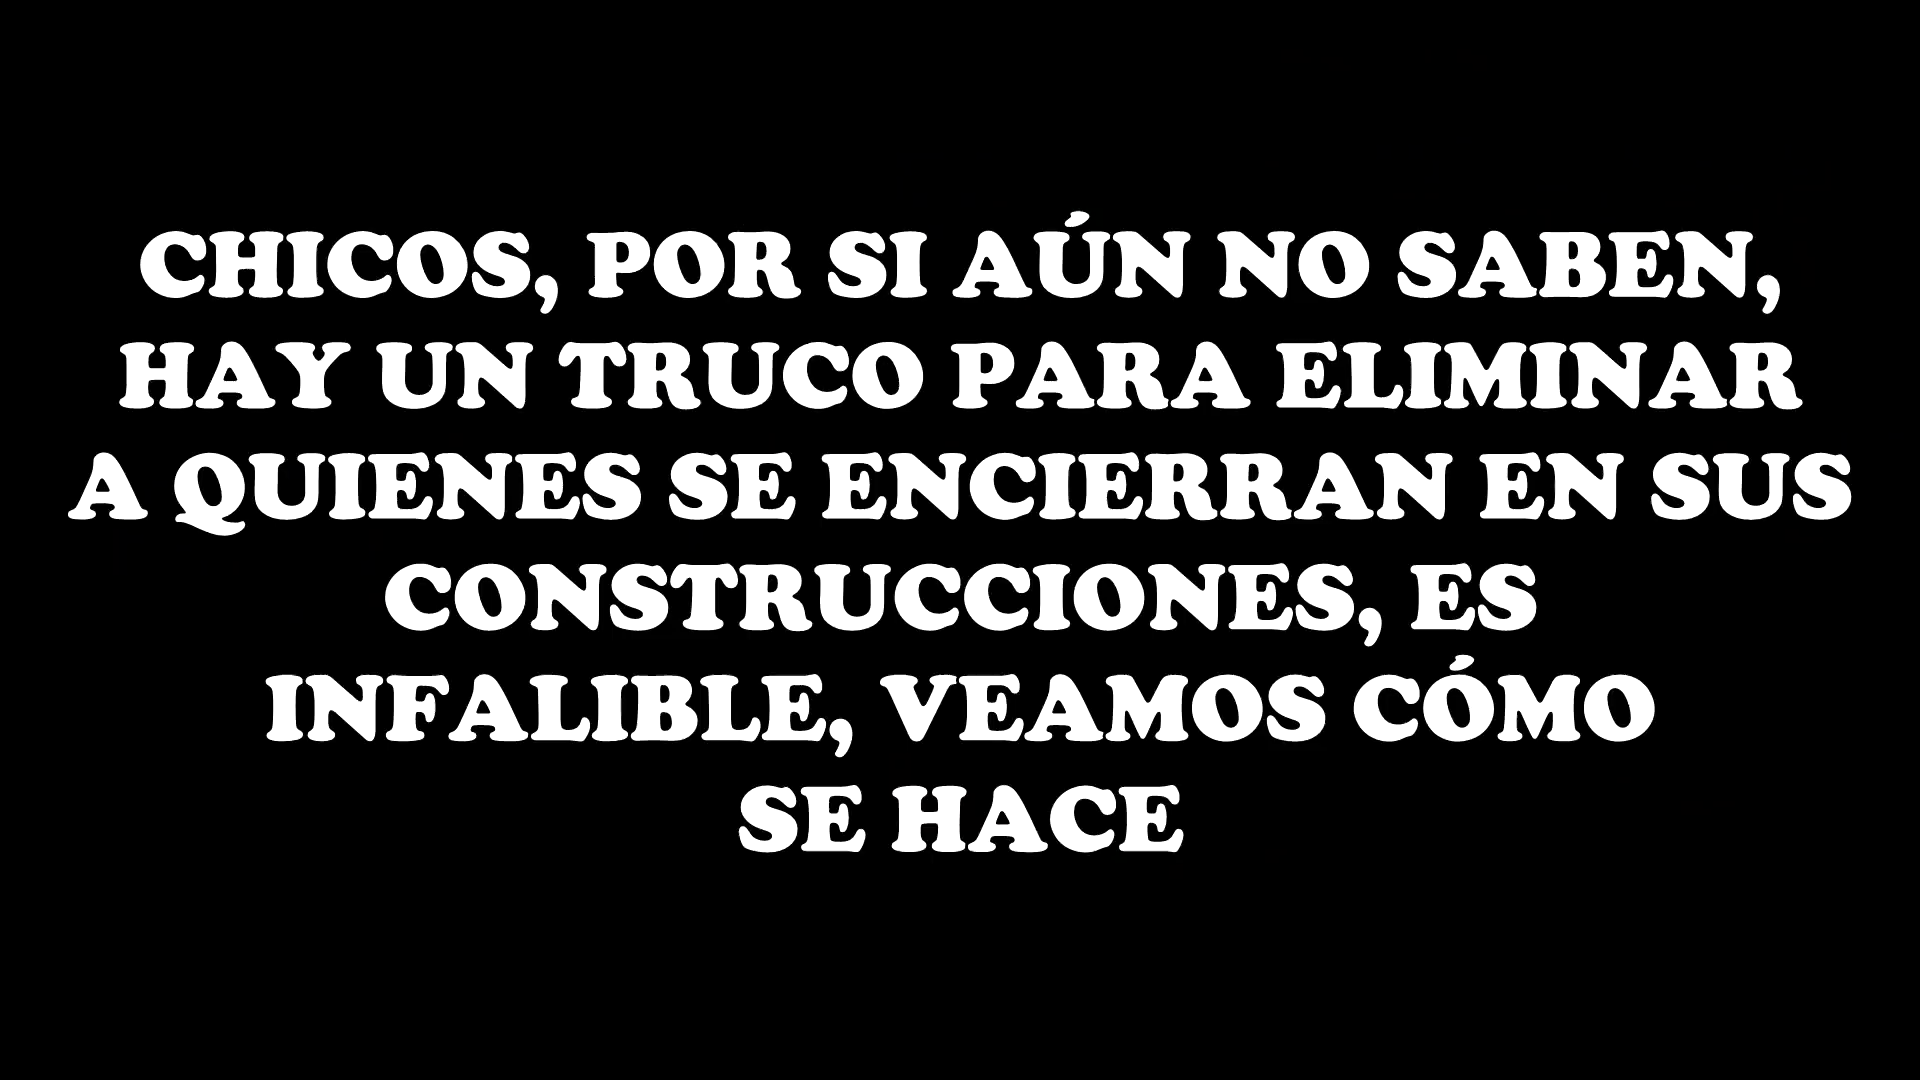 CHICOS, POR SI AÚN NO SABEN,
HAY UN TRUCO PARA ELIMINAR
A QUIENES SE ENCIERRAN EN SUS
CONSTRUCCIONES, ES
INFALIBLE, VEAMOS CÓMO
SE HACE